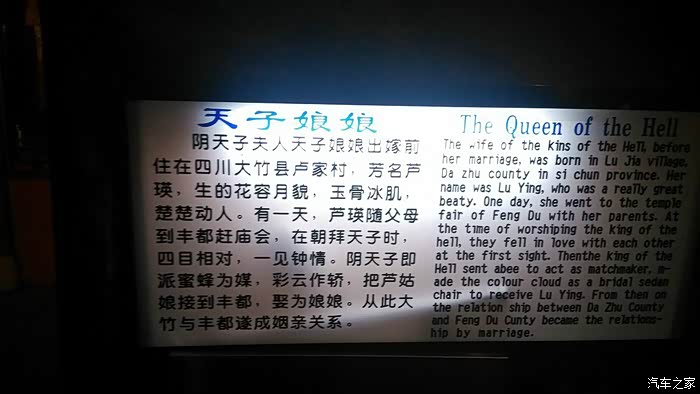 天子娘娘
阴天子夫人天子娘娘出嫁前
住在四川大竹县卢家村，芳名芦
瑛，生的花容月貌，玉骨冰肌，
楚楚动人。有一天，芦瑛随父母
到丰都赶庙会，在朝拜天子时，
四目相对，一见钟情。阴天子即
派蜜蜂为媒，彩云作轿，把芦姑
娘接到丰都，娶为娘娘。从此大
竹与丰都遂成姻亲关系。
The Queen of the Hell
The wife of the kins of the Hell, before
her marriage, was born in Lu Jia village,
Da zhu county in si chun province. Her
name was Lu Ying, who was a really great
beaty. One day, she went to the temple
fair of Feng Du with her parents. At
the time of worshiping the king of the
hell, they fell in love with each other
at the first sight. Thenthe king of the
Hell sent abee to act as matchmaker, m-
ade the colour cloud as a bridal sedan
chair to receive Lu Ying. From then on
the relation ship between Da Zhu County
and Feng Du Cunty became the relations-
hip by marriage.
汽车之家